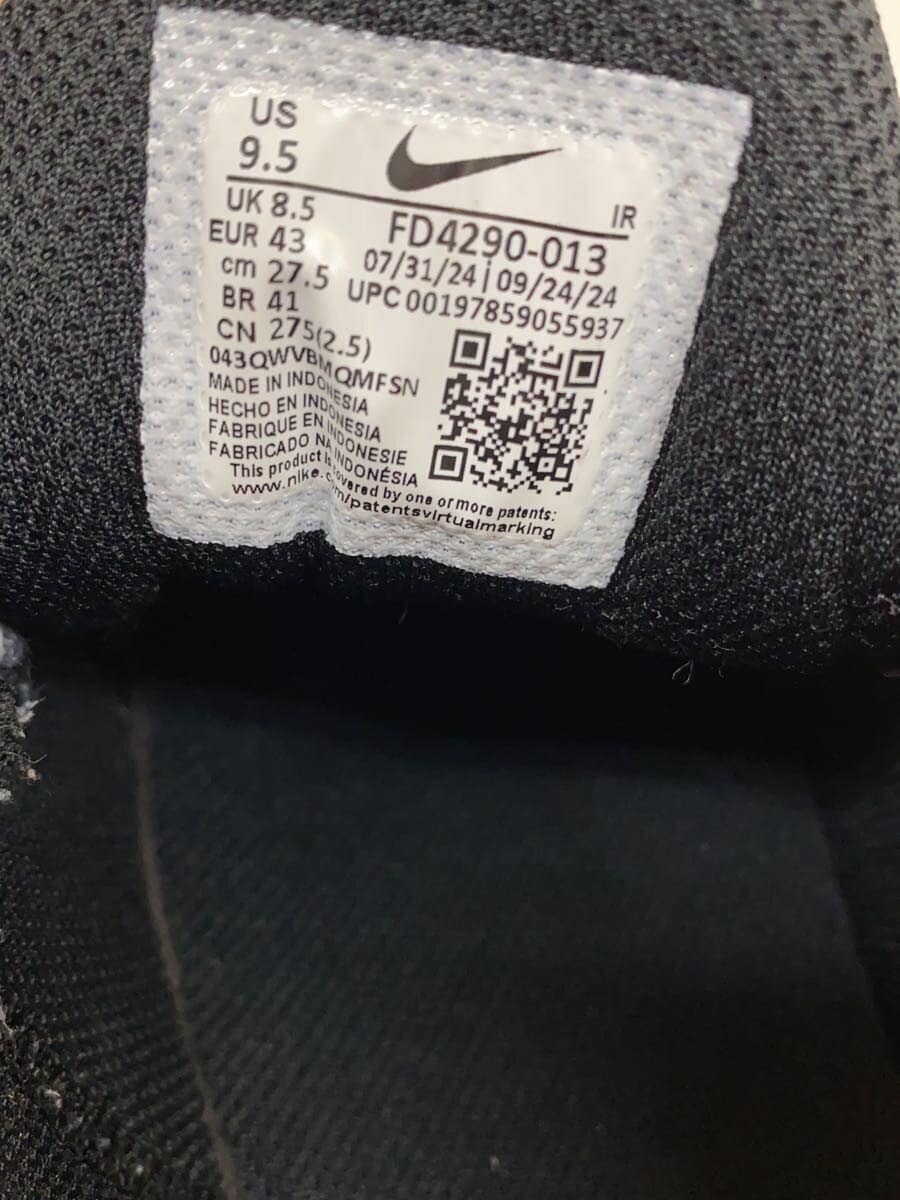 US
9.5
UK 8.5
IR
EUR 43
FD4290-013
cm 27.5
07/31/24 | 09/24/24
BR 41
UPC 00197859055937
CN 275(2.5)
043QWVBMQMFSN
MADE IN INDONESIA
HECHO EN INDONESIA
FABRIQUE EN INDONESIE
FABRICADO NA INDONÉSIA
This product is covered by one or more patents:
www.nike.com/patentsvirtualmarking